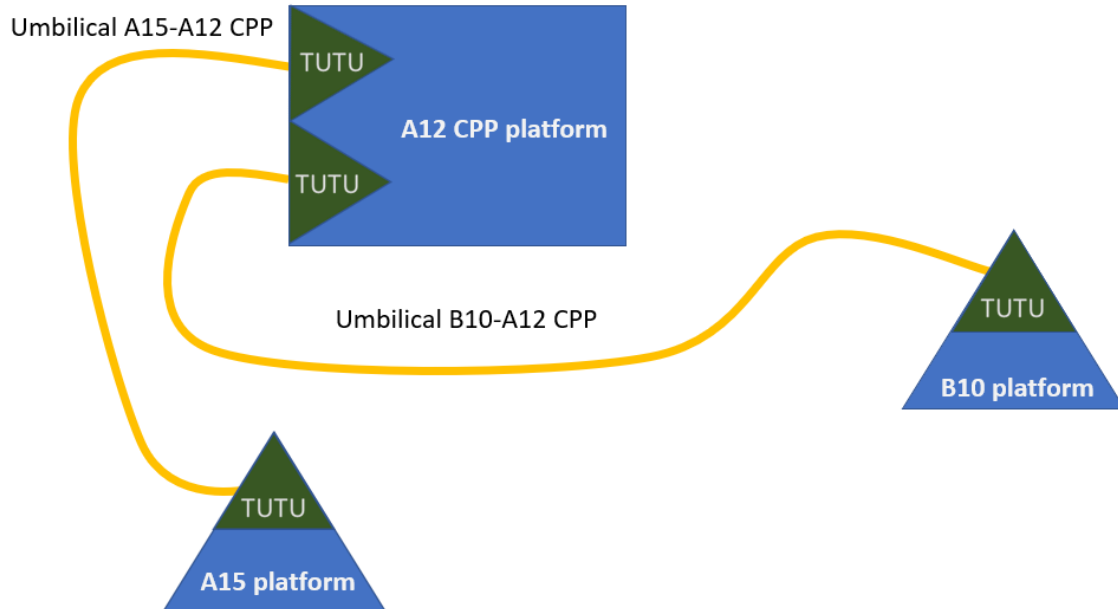 Umbilical A15-A12 CPP
TUTU
A12 CPP platform
TUTU
Umbilical B10-A12 CPP
TUTU
B10 platform
TUTU
A15 platform